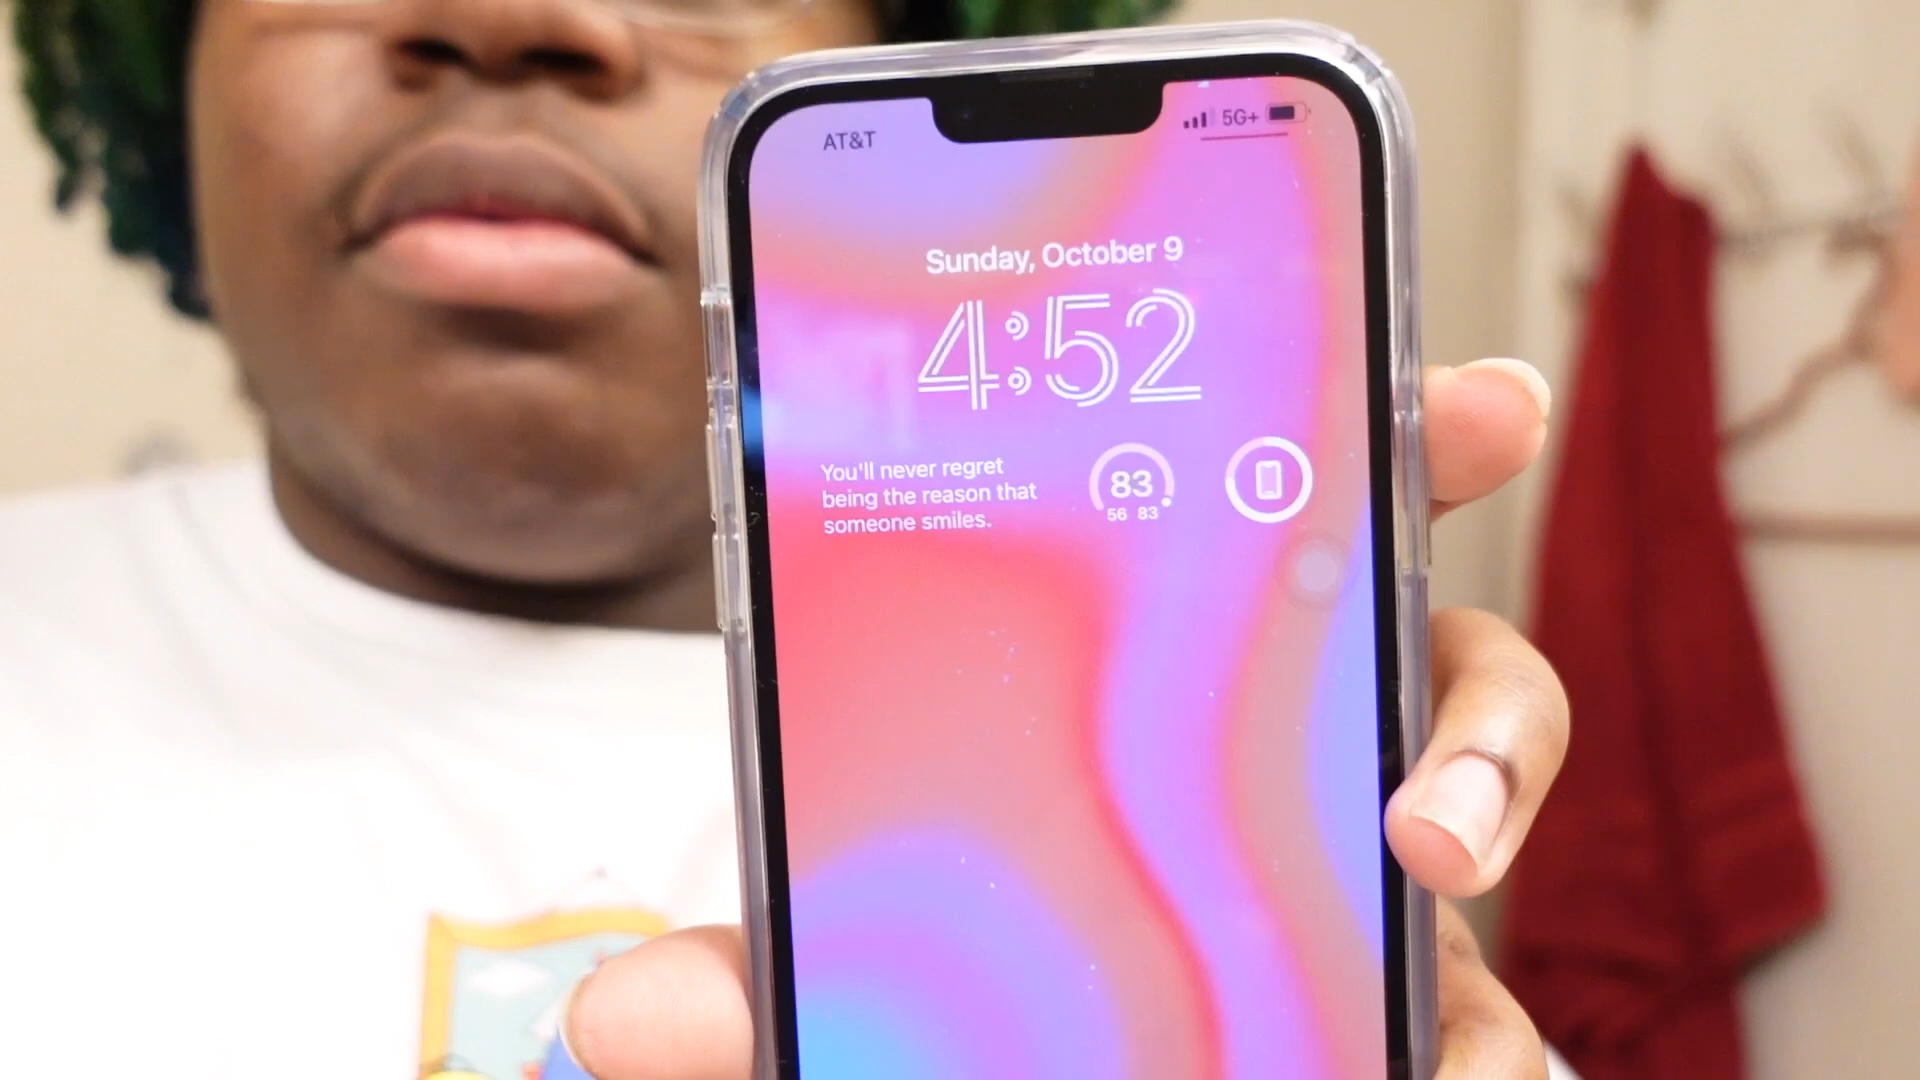 AT&T
5G+
Sunday, October 9
4:52
You'll never regret
being the reason that
someone smiles.
83
56 83